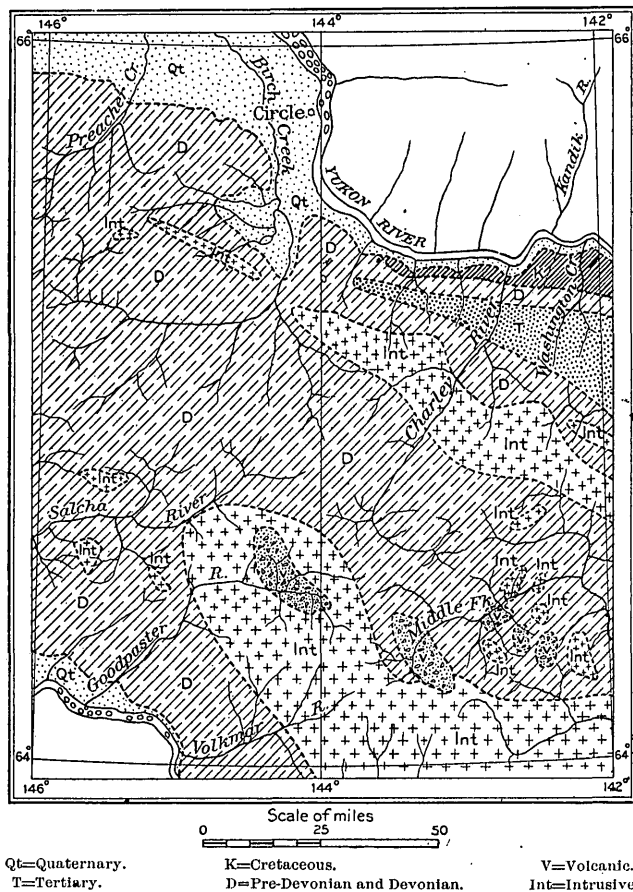 146° 144° 142°
66° 66°
Preacher Cr.
Qt
Birch Creek
Circle
D
YUKON RIVER
Kandik R.
Qt
Int
Int
D
D
K
D
T
Washington Cr.
Charley River
Int
D
D
D
Int
Int
Int
Salcha River
Int
Int
Int
R.
Int
Int
Int
Middle Fk.
Int
Int
D
Int
Qt
Goodpaster
D
Volkmar R.
Int
64° 64°
146° 144° 142°
Scale of miles
0 25 50
Qt=Quaternary. K=Cretaceous. V=Volcanic.
T=Tertiary. D=Pre-Devonian and Devonian. Int=Intrusive